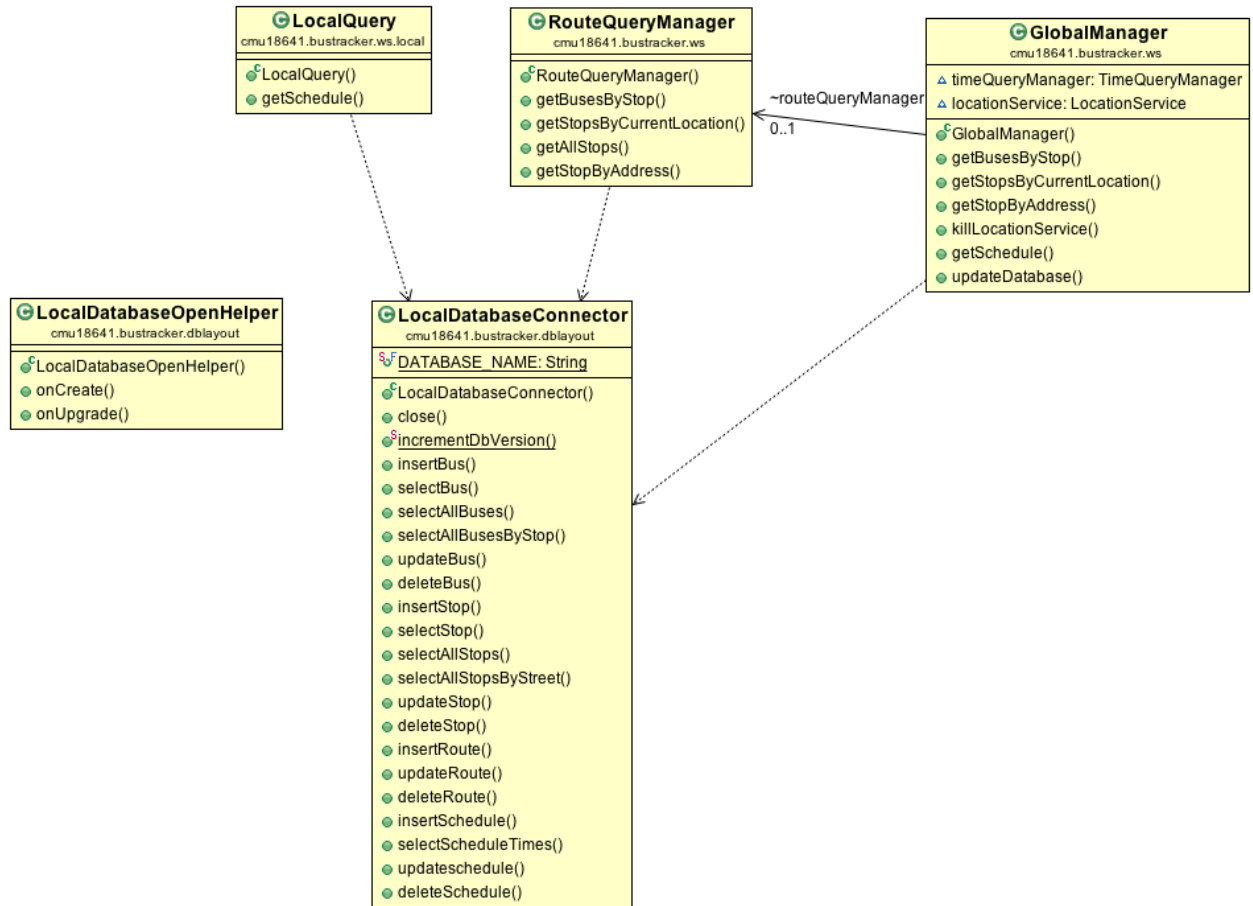 LocalQuery
cmu18641.bustracker.ws.local
LocalQuery()
getSchedule()
RouteQueryManager
cmu18641.bustracker.ws
RouteQueryManager()
getBusesByStop()
getStopsByCurrentLocation()
getAllStops()
getStopByAddress()
~routeQueryManager
0..1
GlobalManager
cmu18641.bustracker.ws
timeQueryManager: TimeQueryManager
locationService: LocationService
GlobalManager()
getBusesByStop()
getStopsByCurrentLocation()
getStopByAddress()
killLocationService()
getSchedule()
updateDatabase()
LocalDatabaseOpenHelper
cmu18641.bustracker.dblayout
LocalDatabaseOpenHelper()
onCreate()
onUpgrade()
LocalDatabaseConnector
cmu18641.bustracker.dblayout
DATABASE_NAME: String
LocalDatabaseConnector()
close()
incrementDbVersion()
insertBus()
selectBus()
selectAllBuses()
selectAllBusesByStop()
updateBus()
deleteBus()
insertStop()
selectStop()
selectAllStops()
selectAllStopsByStreet()
updateStop()
deleteStop()
insertRoute()
updateRoute()
deleteRoute()
insertSchedule()
selectScheduleTimes()
updateschedule()
deleteSchedule()